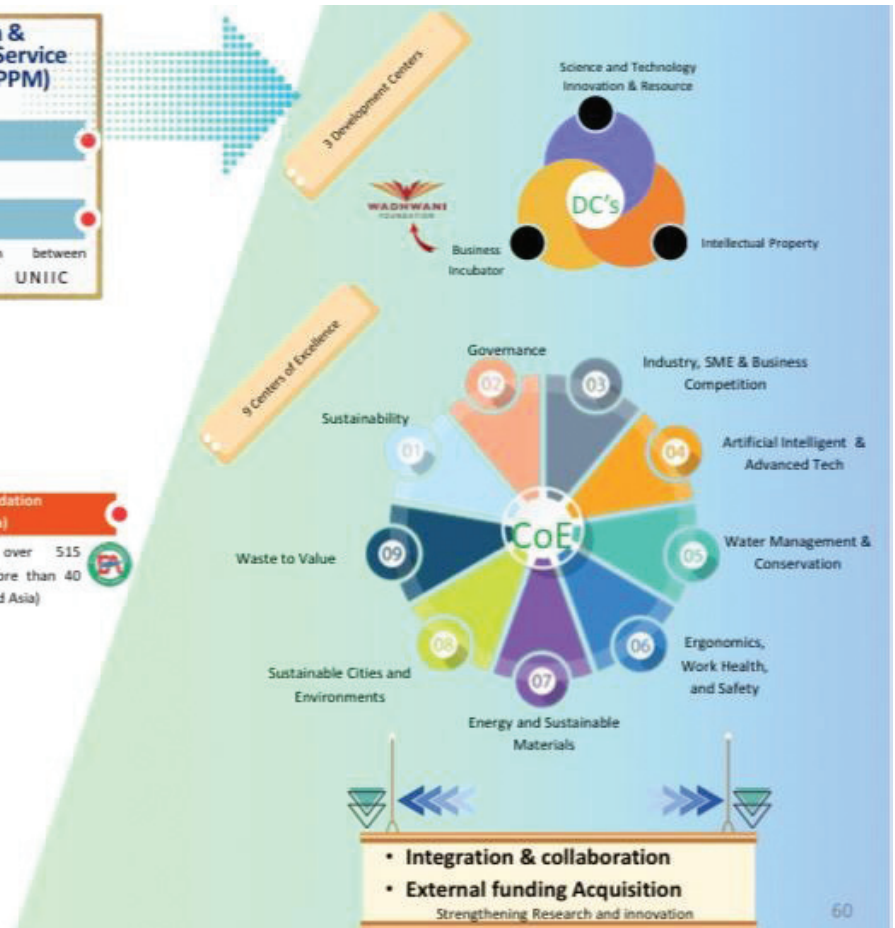 &
Service
PPM)
between
UNIIC
dation
over 515
ore than 40
d Asia)
3 Development Centers
Science and Technology
Innovation & Resource
DC's
WADHWANI
FOUNDATION
Business
Incubator
Intellectual Property
9 Centers of Excellence
Governance
02
03
Industry, SME & Business
Competition
Sustainability
01
04
Artificial Intelligent &
Advanced Tech
CoE
Waste to Value
09
05
Water Management &
Conservation
08
06
Ergonomics,
Work Health,
and Safety
Sustainable Cities and
Environments
07
Energy and Sustainable
Materials
• Integration & collaboration
• External funding Acquisition
Strengthening Research and innovation
60